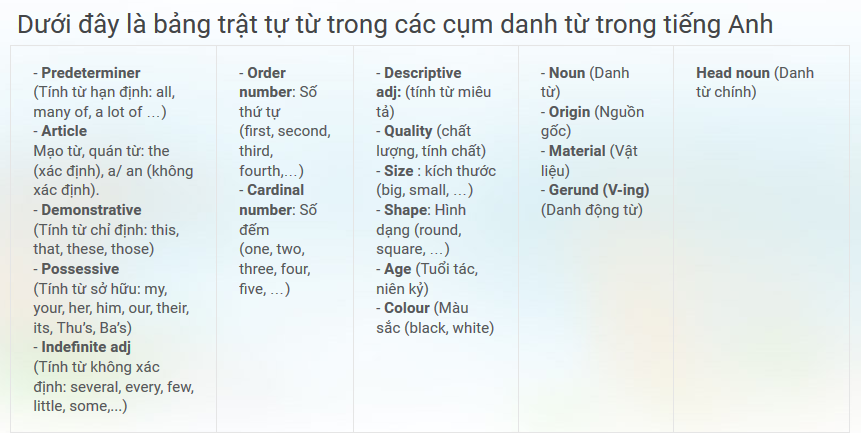 Dưới đây là bảng trật tự từ trong các cụm danh từ trong tiếng Anh
- Predeterminer
(Tính từ hạn định: all,
many of, a lot of …)
- Article
Mạo từ, quán từ: the
(xác định), a/ an (không
xác định).
- Demonstrative
(Tính từ chỉ định: this,
that, these, those)
- Possessive
(Tính từ sở hữu: my,
your, her, him, our, their,
its, Thu's, Ba's)
- Indefinite adj
(Tính từ không xác
định: several, every, few,
little, some,...)
- Order
number: Số
thứ tự
(first, second,
third,
fourth,…)
- Cardinal
number: Số
đếm
(one, two,
three, four,
five, …)
- Descriptive
adj: (tính từ miêu
tả)
- Quality (chất
lượng, tính chất)
- Size : kích thước
(big, small, …)
- Shape: Hình
dạng (round,
square, …)
- Age (Tuổi tác,
niên kỷ)
- Colour (Màu
sắc (black, white)
- Noun (Danh
từ)
- Origin (Nguồn
gốc)
- Material (Vật
liệu)
- Gerund (V-ing)
(Danh động từ)
Head noun (Danh
từ chính)